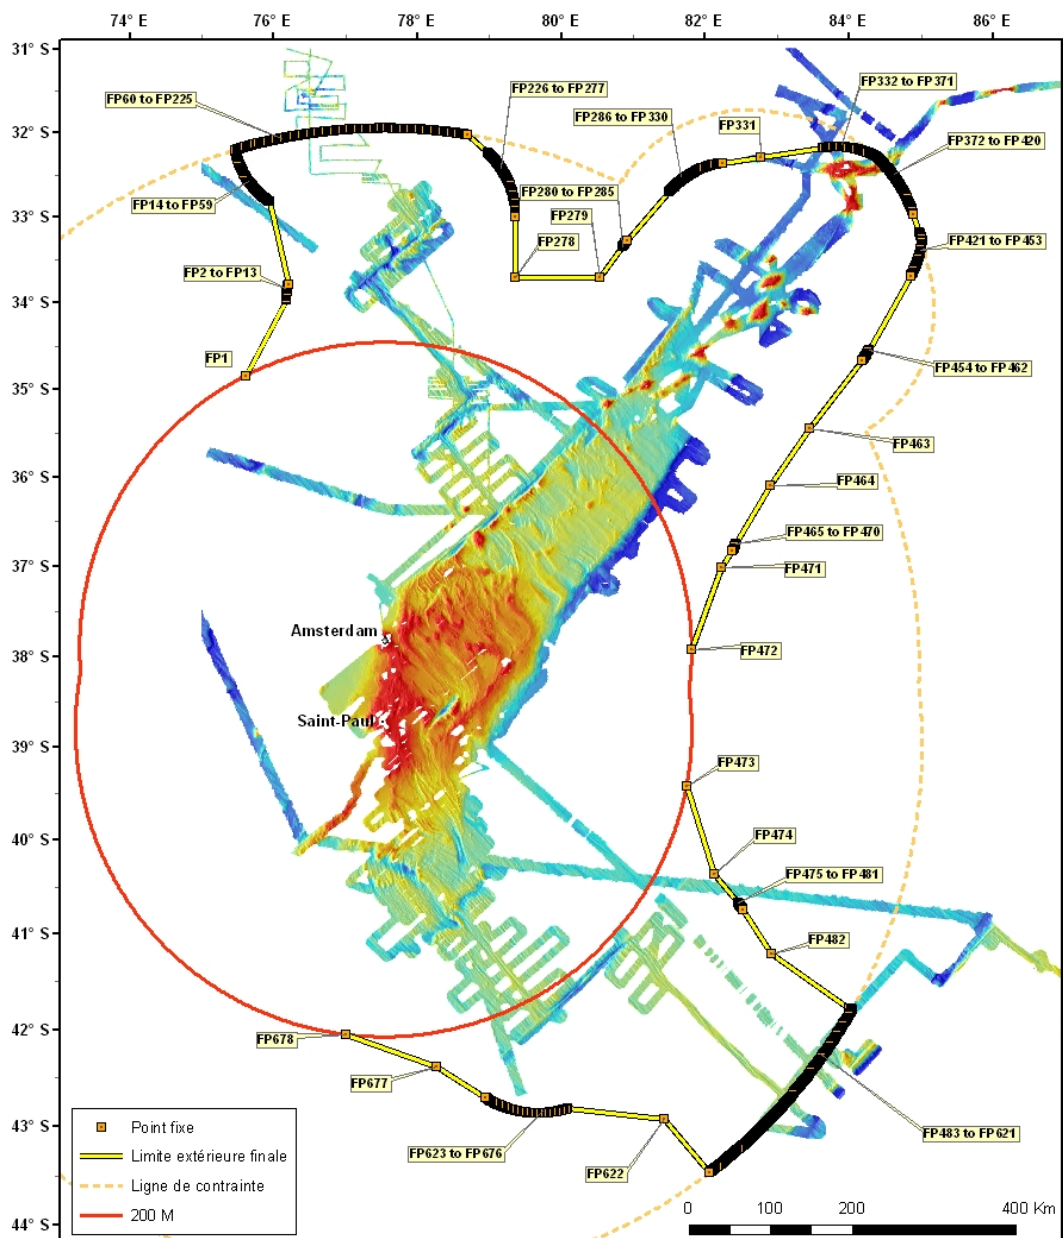 74° E 76° E 78° E 80° E 82° E 84° E 86° E
31° S
FP332 to FP371
FP226 to FP277
FP60 to FP225
FP286 to FP330
FP331
32° S
FP372 to FP420
FP280 to FP285
33° S
FP14 to FP59
FP279
FP278
FP421 to FP453
FP2 to FP13
34° S
FP1
FP454 to FP462
35° S
FP463
36° S
FP464
FP465 to FP470
37° S
FP471
Amsterdam
38° S
FP472
Saint-Paul
39° S
FP473
40° S
FP474
FP475 to FP481
41° S
FP482
42° S
FP678
FP677
43° S
FP483 to FP621
FP623 to FP676
FP622
44° S
Point fixe
Limite extérieure finale
Ligne de contrainte
200 M
0 100 200 400 Km